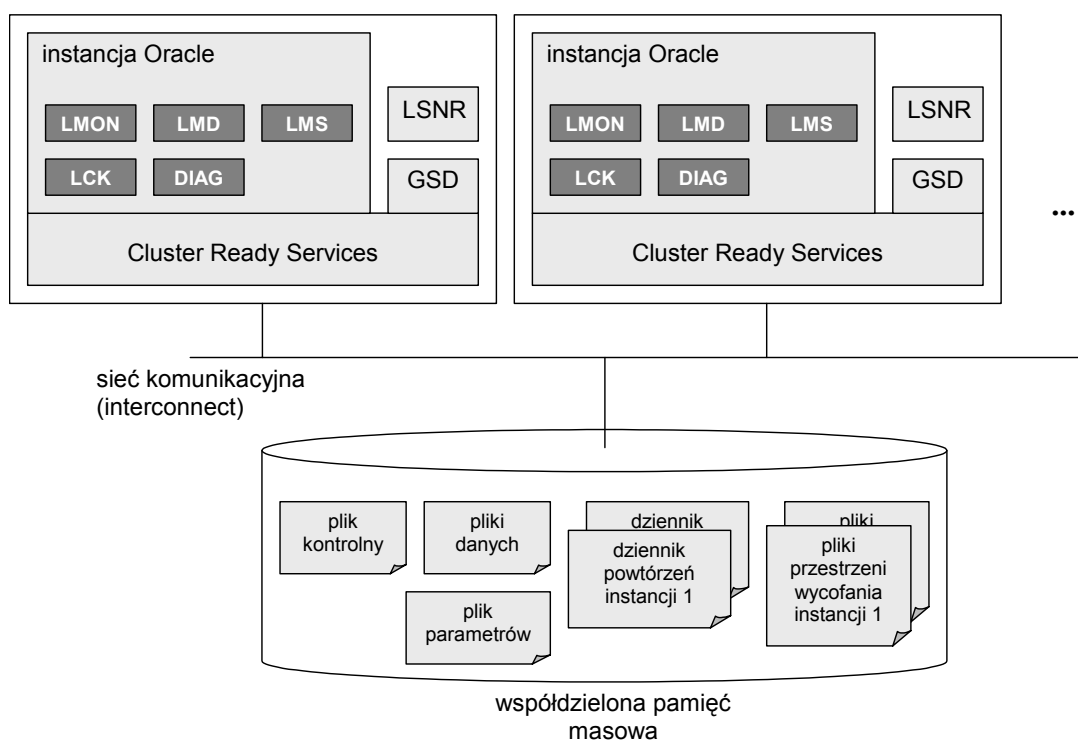 instancja Oracle
LMON
LMD
LMS
LCK
DIAG
LSNR
GSD
Cluster Ready Services
instancja Oracle
LMON
LMD
LMS
LCK
DIAG
LSNR
GSD
Cluster Ready Services
...
sieć komunikacyjna
(interconnect)
plik
kontrolny
pliki
danych
plik
parametrów
dziennik
dziennik
powtórzeń
instancji 1
pliki
pliki
przestrzeni
wycofania
instancji 1
współdzielona pamięć
masowa